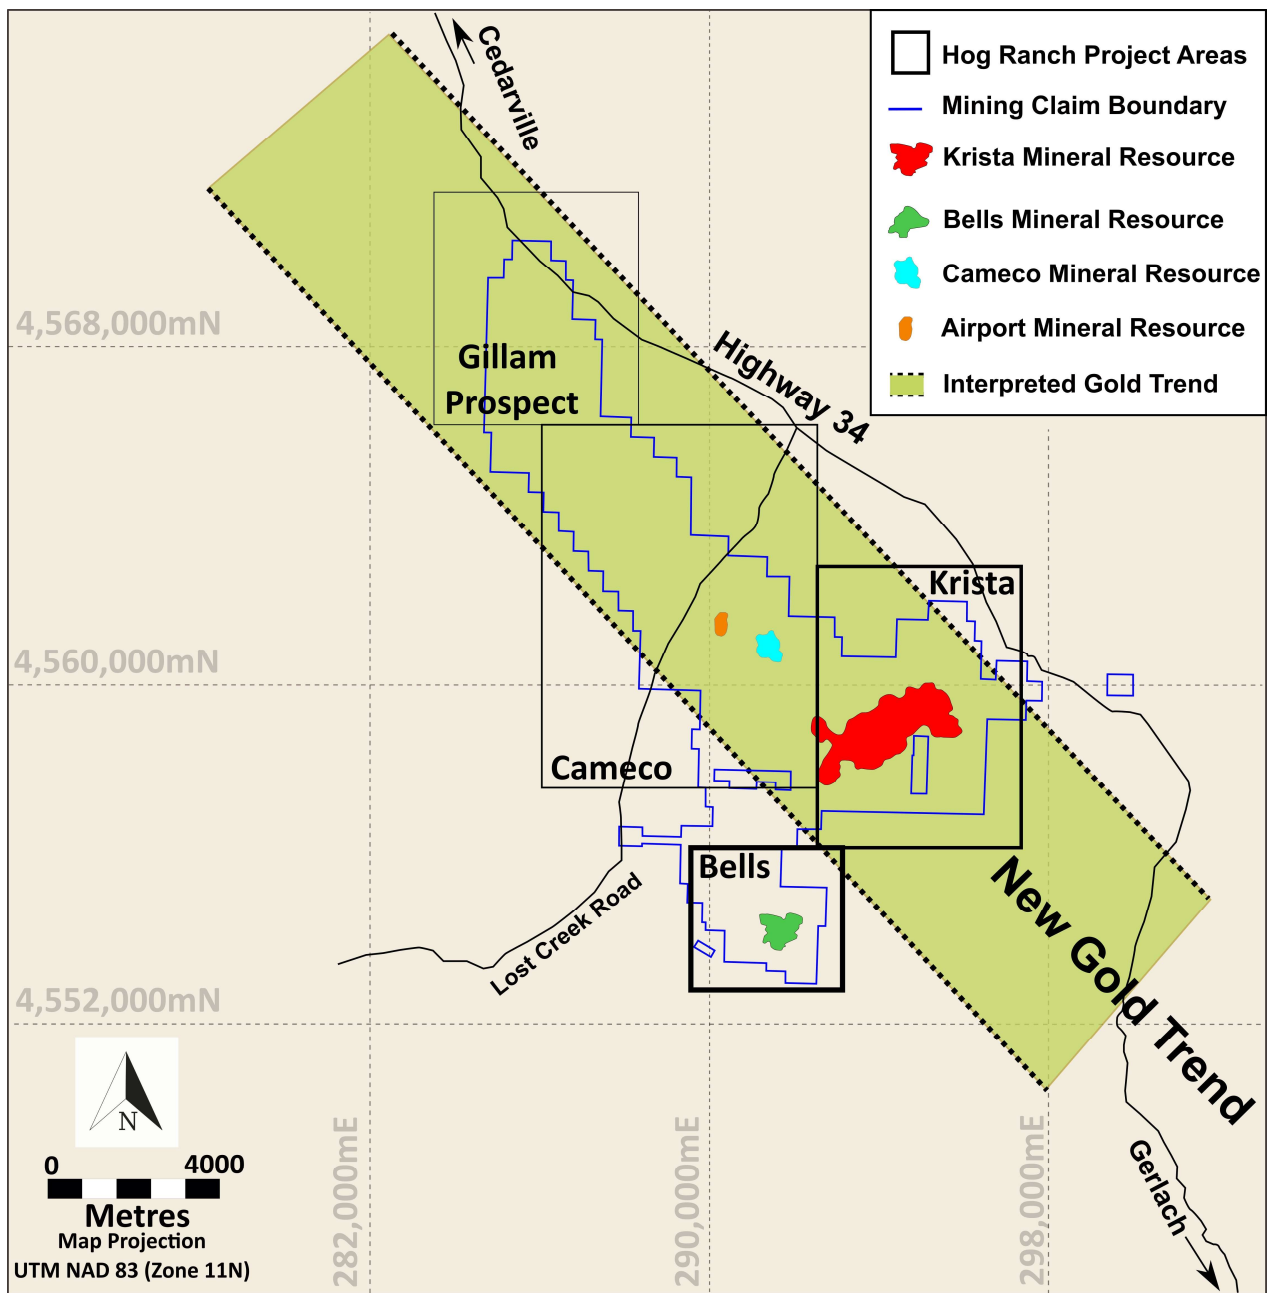 Cedarville
Hog Ranch Project Areas
Mining Claim Boundary
Krista Mineral Resource
Bells Mineral Resource
Cameco Mineral Resource
Airport Mineral Resource
Interpreted Gold Trend
4,568,000mN
Highway 34
Gillam
Prospect
Krista
4,560,000mN
Cameco
Bells
Lost Creek Road
New Gold Trend
4,552,000mN
N
0 4000
Metres
Map Projection
UTM NAD 83 (Zone 11N)
282,000mE
290,000mE
298,000mE
Gerlach